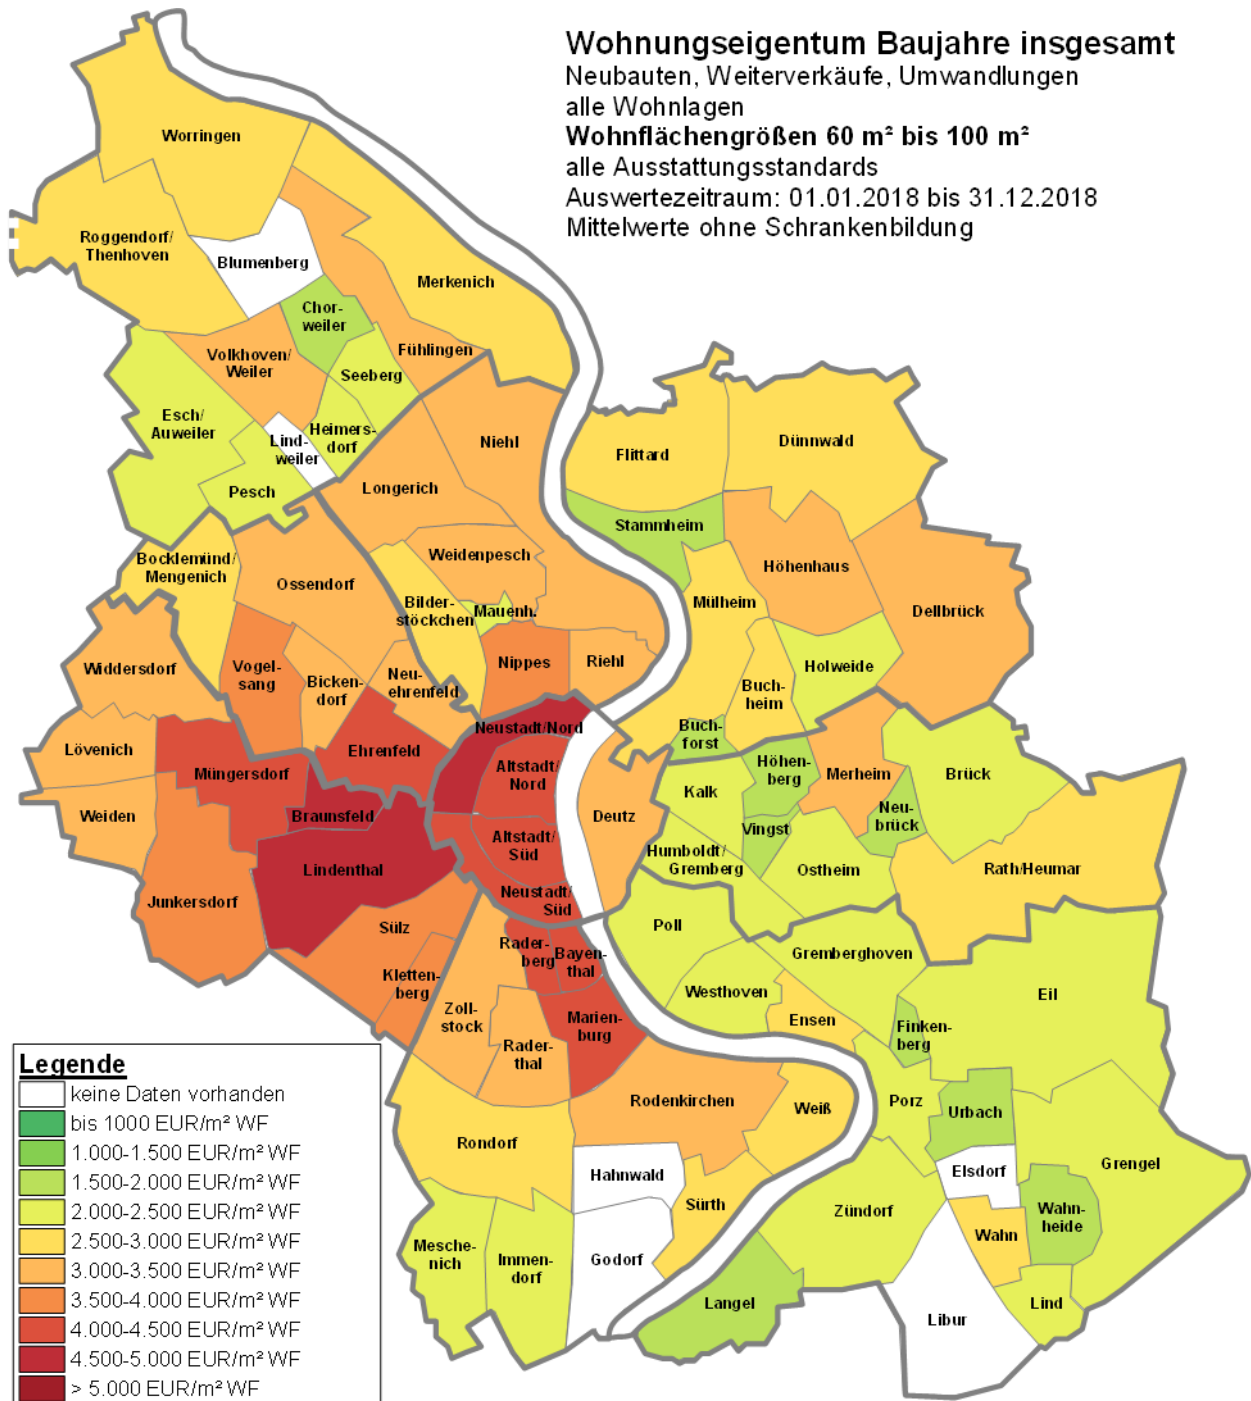 Wohnungseigentum Baujahre insgesamt
Neubauten, Weiterverkäufe, Umwandlungen
alle Wohnlagen
Wohnflächengrößen 60 m² bis 100 m²
alle Ausstattungsstandards
Auswertezeitraum: 01.01.2018 bis 31.12.2018
Mittelwerte ohne Schrankenbildung
Worringen
Roggendorf/
Thenhoven
Blumenberg
Merkenich
Chor-
weiler
Fühlingen
Volkhoven/
Weiler
Seeberg
Esch/
Auweiler
Heimers-
dorf
Lind-
weiler
Pesch
Niehl
Longerich
Flittard
Dünnwald
Stammheim
Bocklemünd/
Mengenich
Ossendorf
Weidenpesch
Bilder-
stöckchen
Mauenh.
Höhenhaus
Mülheim
Dellbrück
Widdersdorf
Vogel-
sang
Bicken-
dorf
Neu-
ehrenfeld
Nippes
Riehl
Holweide
Buch-
heim
Lövenich
Müngersdorf
Ehrenfeld
Neustadt/Nord
Altstadt/
Nord
Buch-
forst
Höhen-
berg
Merheim
Brück
Weiden
Braunsfeld
Deutz
Kalk
Vingst
Neu-
brück
Lindenthal
Altstadt/
Süd
Humboldt/
Gremberg
Ostheim
Rath/Heumar
Junkersdorf
Neustadt/
Süd
Sülz
Poll
Rader-
berg
Bayen-
thal
Gremberghoven
Kletten-
berg
Westhoven
Eil
Zoll-
stock
Marien-
burg
Ensen
Finken-
berg
Rader-
thal
Rodenkirchen
Weiß
Porz
Urbach
Rondorf
Hahnwald
Elsdorf
Grengel
Sürth
Zündorf
Wahn-
heide
Wahn
Mesche-
nich
Immen-
dorf
Godorf
Langel
Libur
Lind
Legende
keine Daten vorhanden
bis 1000 EUR/m² WF
1.000-1.500 EUR/m² WF
1.500-2.000 EUR/m² WF
2.000-2.500 EUR/m² WF
2.500-3.000 EUR/m² WF
3.000-3.500 EUR/m² WF
3.500-4.000 EUR/m² WF
4.000-4.500 EUR/m² WF
4.500-5.000 EUR/m² WF
> 5.000 EUR/m² WF